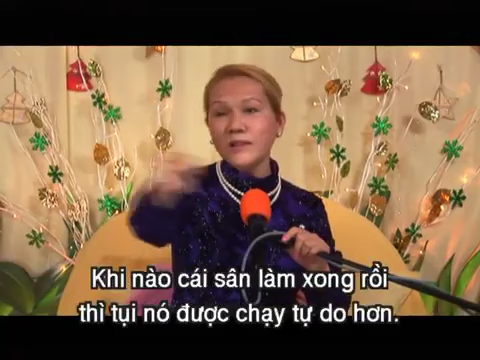 Khi nào cái sân làm xong rồi
thì tụi nó được chạy tự do hơn.